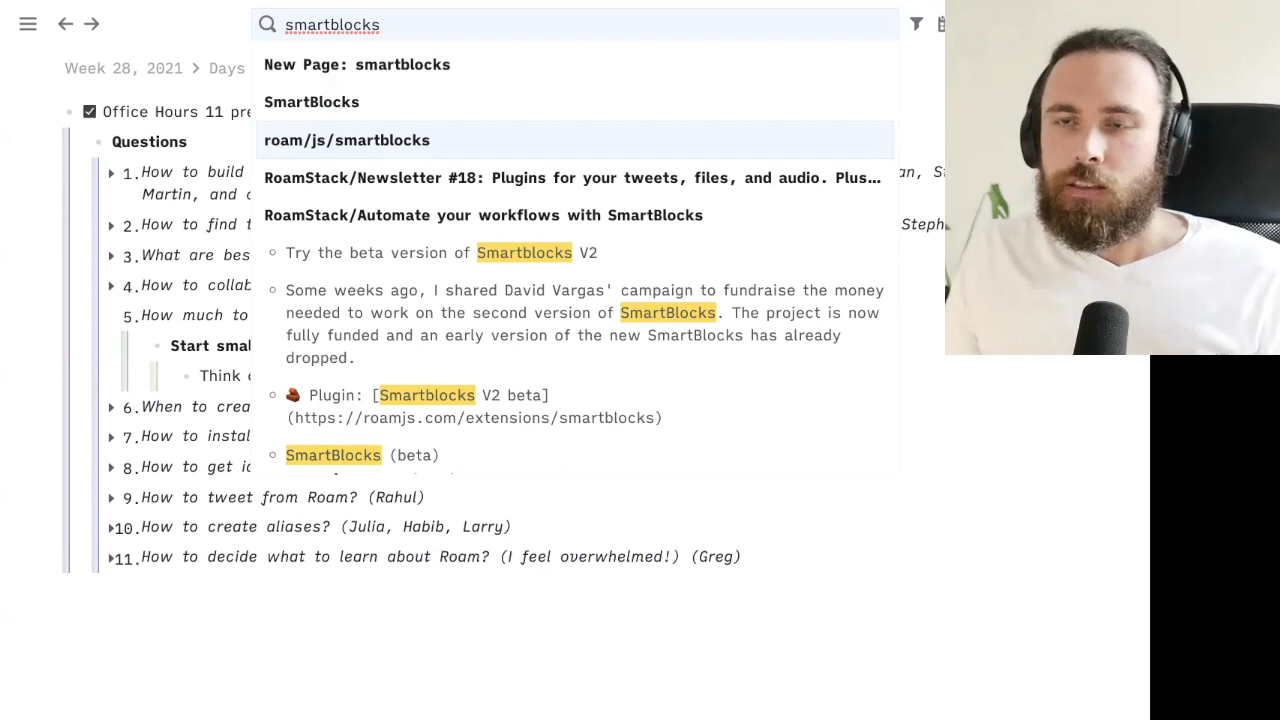 smartblocks
Week 28, 2021 > Days
New Page: smartblocks
SmartBlocks
roam/js/smartblocks
RoamStack/Newsletter #18: Plugins for your tweets, files, and audio. Plus...
RoamStack/Automate your workflows with SmartBlocks
Try the beta version of Smartblocks V2
Some weeks ago, I shared David Vargas' campaign to fundraise the money
needed to work on the second version of SmartBlocks. The project is now
fully funded and an early version of the new SmartBlocks has already
dropped.
Plugin: [Smartblocks V2 beta]
(https://roamjs.com/extensions/smartblocks)
SmartBlocks (beta)
Office Hours 11
Questions
1. How to build
Martin, and
2. How to find
3. What are
Steph
4. How to
5. How much to
Start
Think
6. When to
7. How to
8. How to get
9. How to tweet from Roam? (Rahul)
10. How to create aliases? (Julia, Habib, Larry)
11. How to decide what to learn about Roam? (I feel overwhelmed!) (Greg)